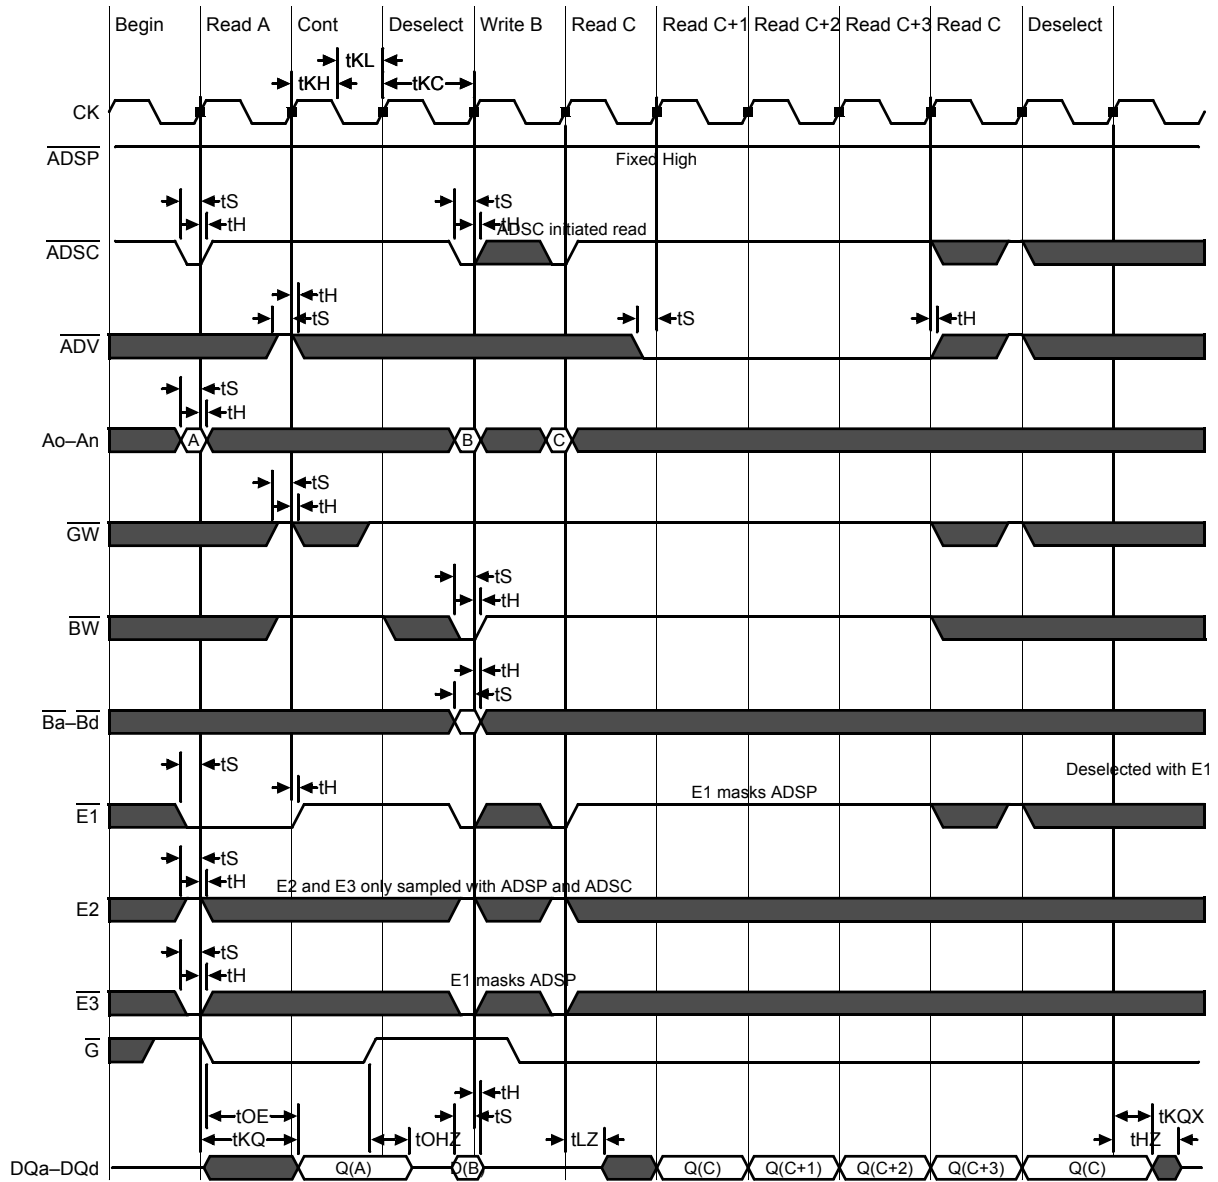 Begin Read A Cont Deselect Write B Read C Read C+1 Read C+2 Read C+3 Read C Deselect
tKL
tKH tKC
CK
ADSP Fixed High
tS tS
tH tH
ADSC ADSC initiated read
tH
tS tS tH
ADV
tS
tH
Ao–An A B C
tS
tH
GW
tS
tH
BW
tH
tS
Ba–Bd
tS Deselected with E1
tH
E1 E1 masks ADSP
tS
tH E2 and E3 only sampled with ADSP and ADSC
E2
tS
tH E1 masks ADSP
E3
G
tH
tOE tS tKQX
tKQ tOHZ tLZ tHZ
DQa–DQd Q(A) D(B Q(C) Q(C+1) Q(C+2) Q(C+3) Q(C)